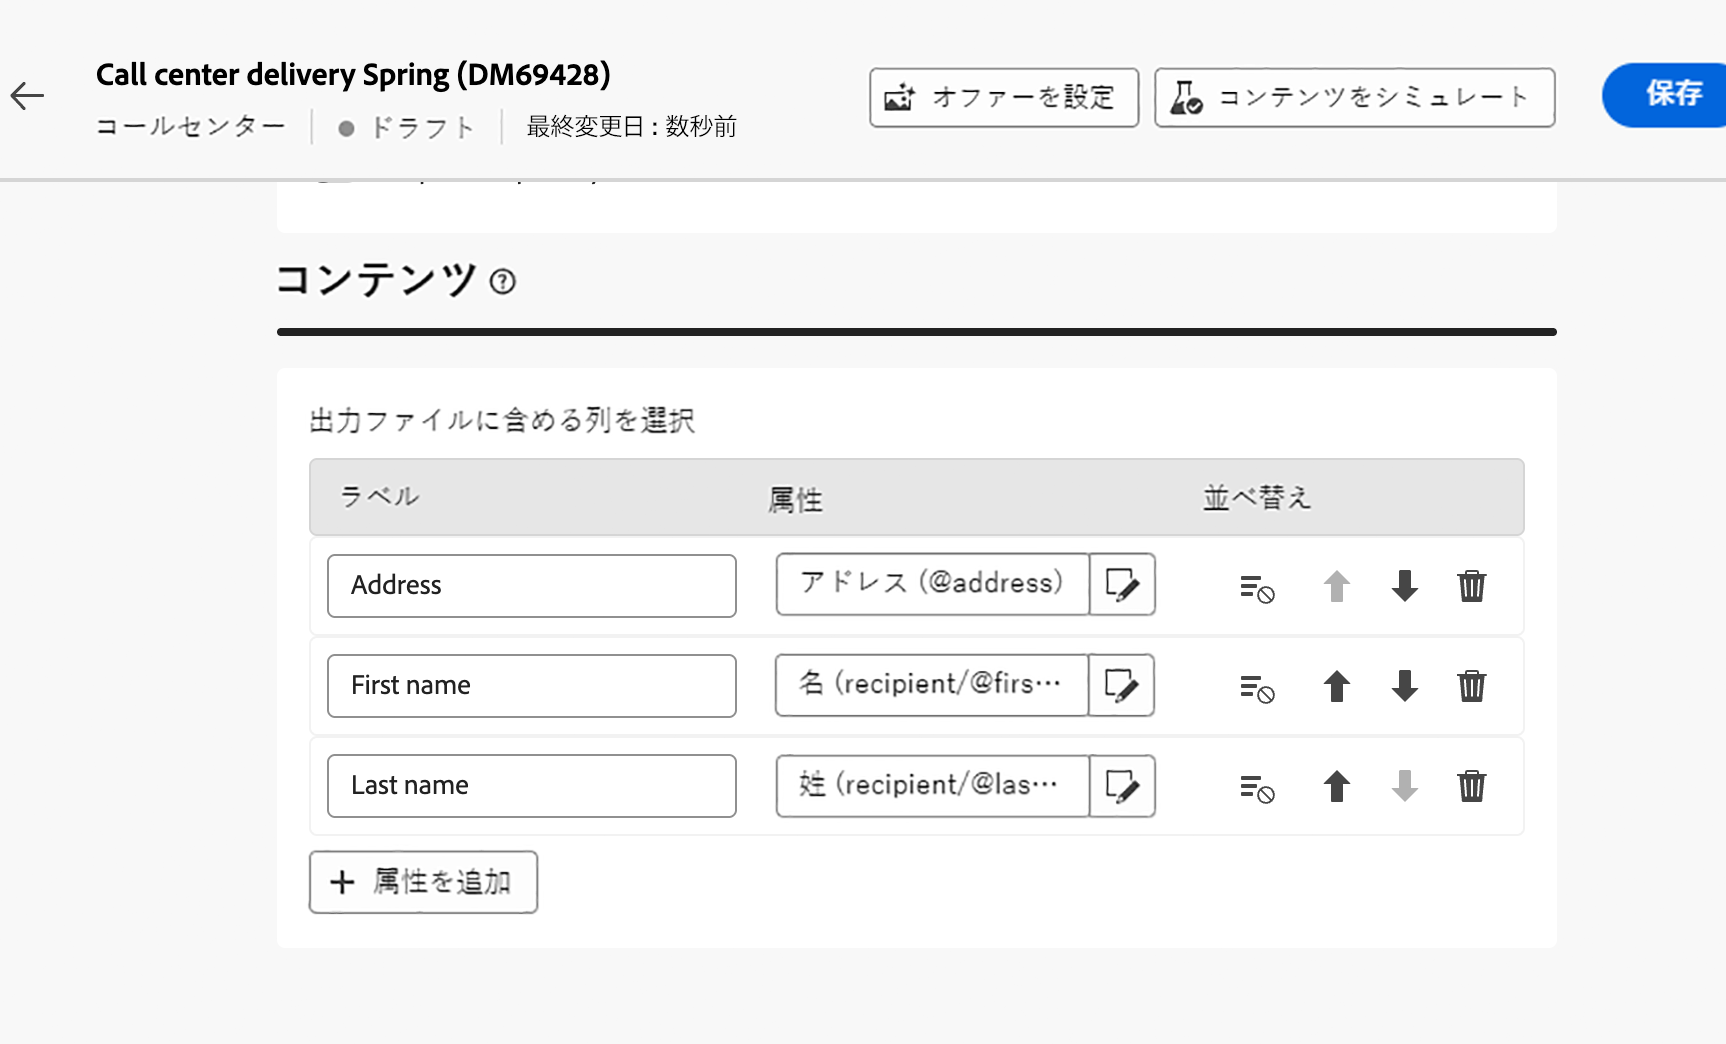 Call center delivery Spring (DM69428)
コールセンター ドラフト 最終変更日 : 数秒前
オファーを設定 コンテンツをシミュレート 保存
コンテンツ
出力ファイルに含める列を選択
ラベル 属性 並べ替え
Address アドレス (@address)
First name 名 (recipient/@firs…
Last name 姓 (recipient/@las…
+ 属性を追加